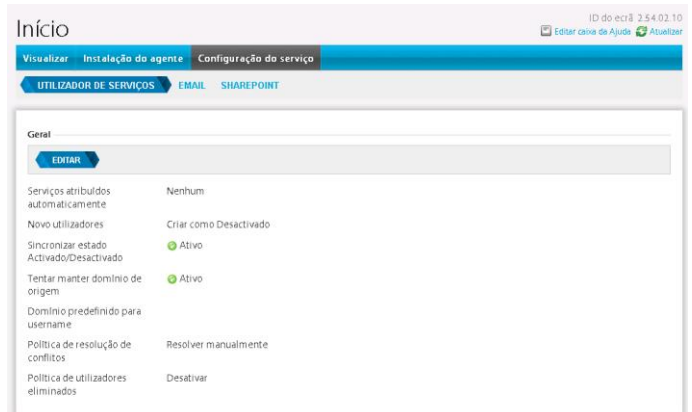 Início
ID do ecrã 2.54.02.10
Editar caixa da Ajuda Atualizar
Visualizar Instalação do agente Configuração do serviço
UTILIZADOR DE SERVIÇOS EMAIL SHAREPOINT
Geral
EDITAR
Serviços atribuídos automaticamente Nenhum
Novo utilizadores Criar como Desactivado
Sincronizar estado Activado/Desactivado Ativo
Tentar manter domínio de origem Ativo
Domínio predefinido para username
Política de resolução de conflitos Resolver manualmente
Política de utilizadores eliminados Desativar